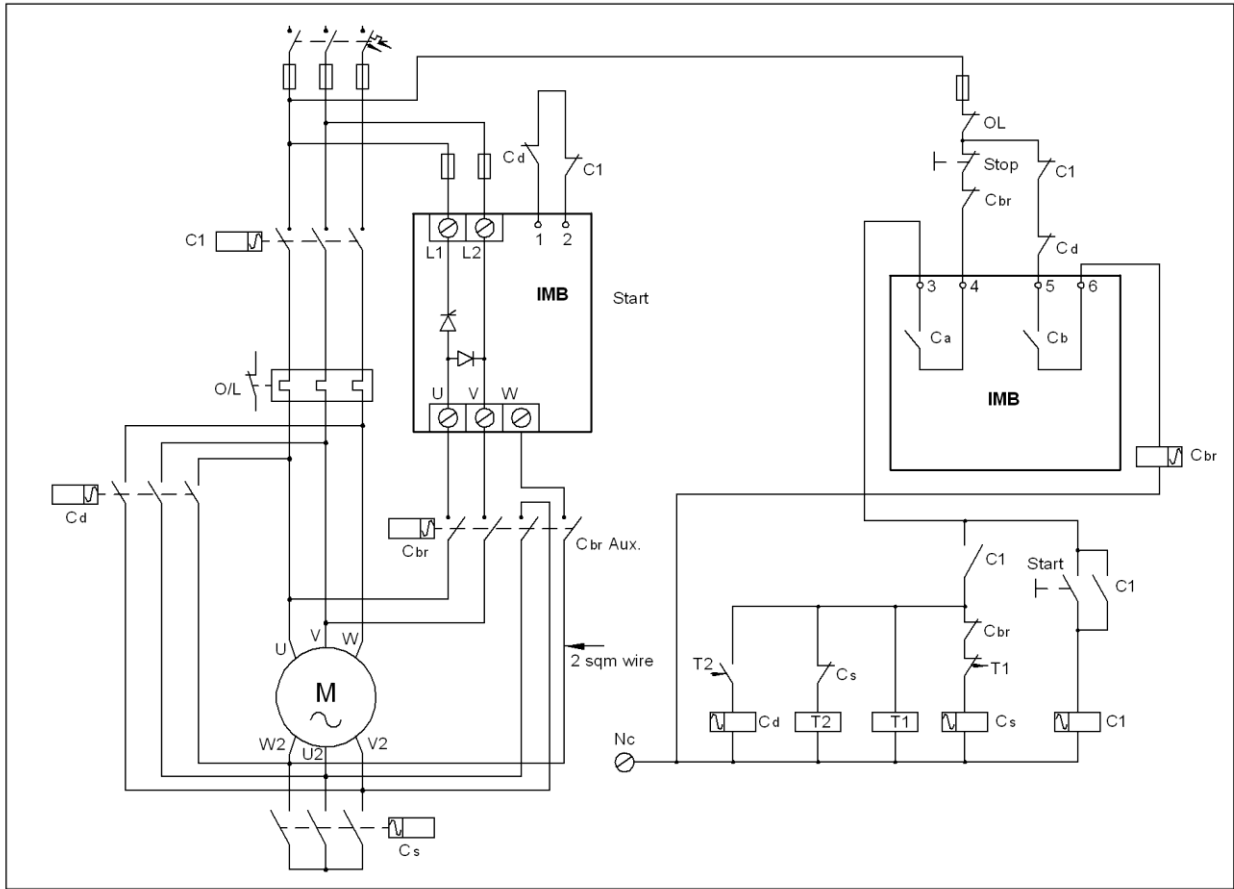 OL
Cd
C1
Stop
C1
Cbr
C1
L1
L2
1
2
Cd
IMB
Start
3
4
5
6
Ca
Cb
O/L
U
V
W
IMB
Cbr
Cd
Cbr
Cbr Aux.
C1
Start
C1
U
V
W
2 sqm wire
Cbr
T2
Cs
T1
M
Cd
T2
T1
Cs
C1
W2
U2
V2
Nc
Cs